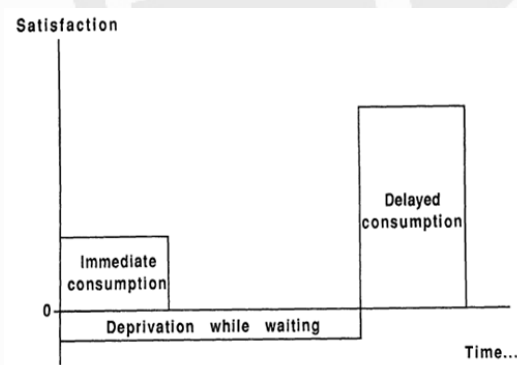 Satisfaction
Delayed
consumption
Immediate
consumption
0
Deprivation while waiting
Time...